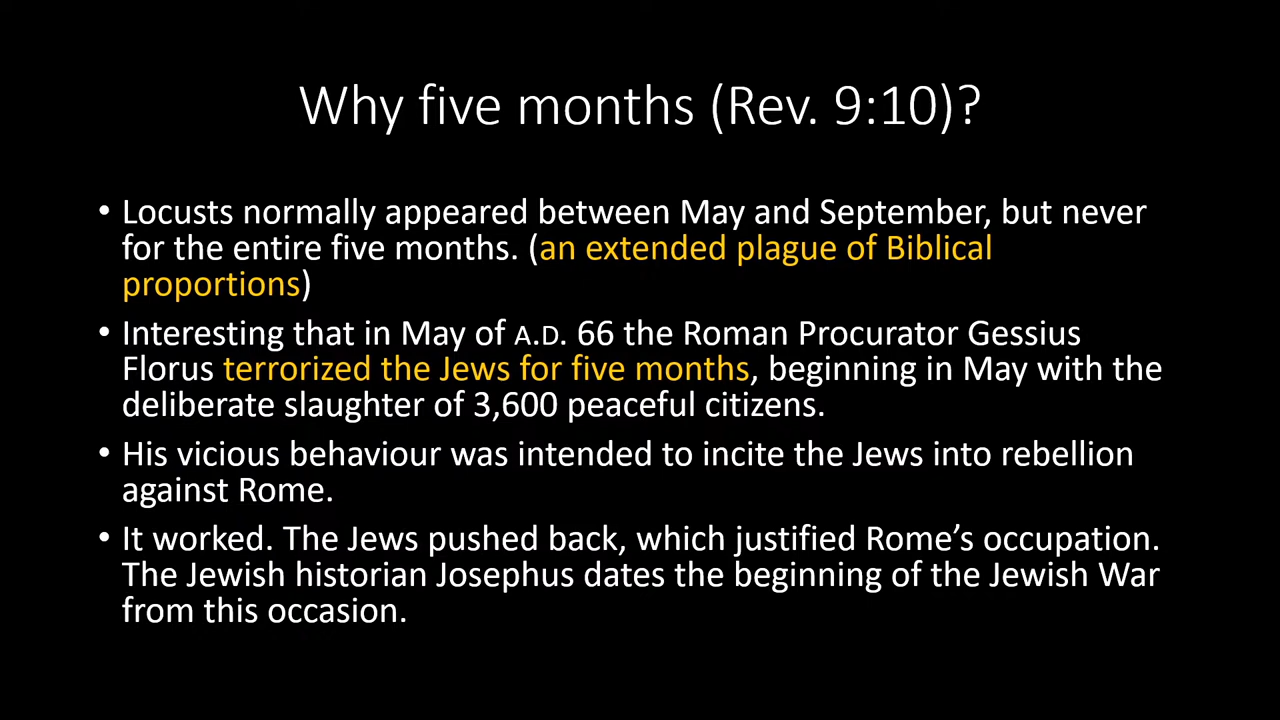 Why five months (Rev. 9:10)?
• Locusts normally appeared between May and September, but never
for the entire five months. (an extended plague of Biblical
proportions)
• Interesting that in May of A.D. 66 the Roman Procurator Gessius
Florus terrorized the Jews for five months, beginning in May with the
deliberate slaughter of 3,600 peaceful citizens.
• His vicious behaviour was intended to incite the Jews into rebellion
against Rome.
• It worked. The Jews pushed back, which justified Rome’s occupation.
The Jewish historian Josephus dates the beginning of the Jewish War
from this occasion.